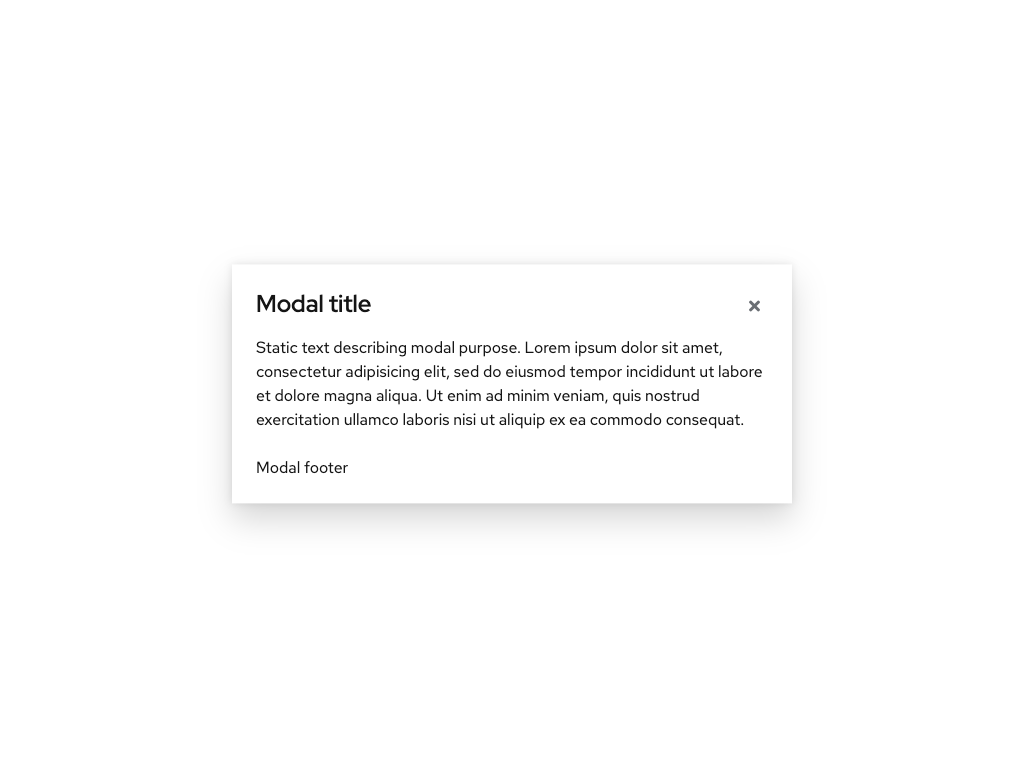 Modal title
Static text describing modal purpose. Lorem ipsum dolor sit amet,
consectetur adipisicing elit, sed do eiusmod tempor incididunt ut labore
et dolore magna aliqua. Ut enim ad minim veniam, quis nostrud
exercitation ullamco laboris nisi ut aliquip ex ea commodo consequat.
Modal footer